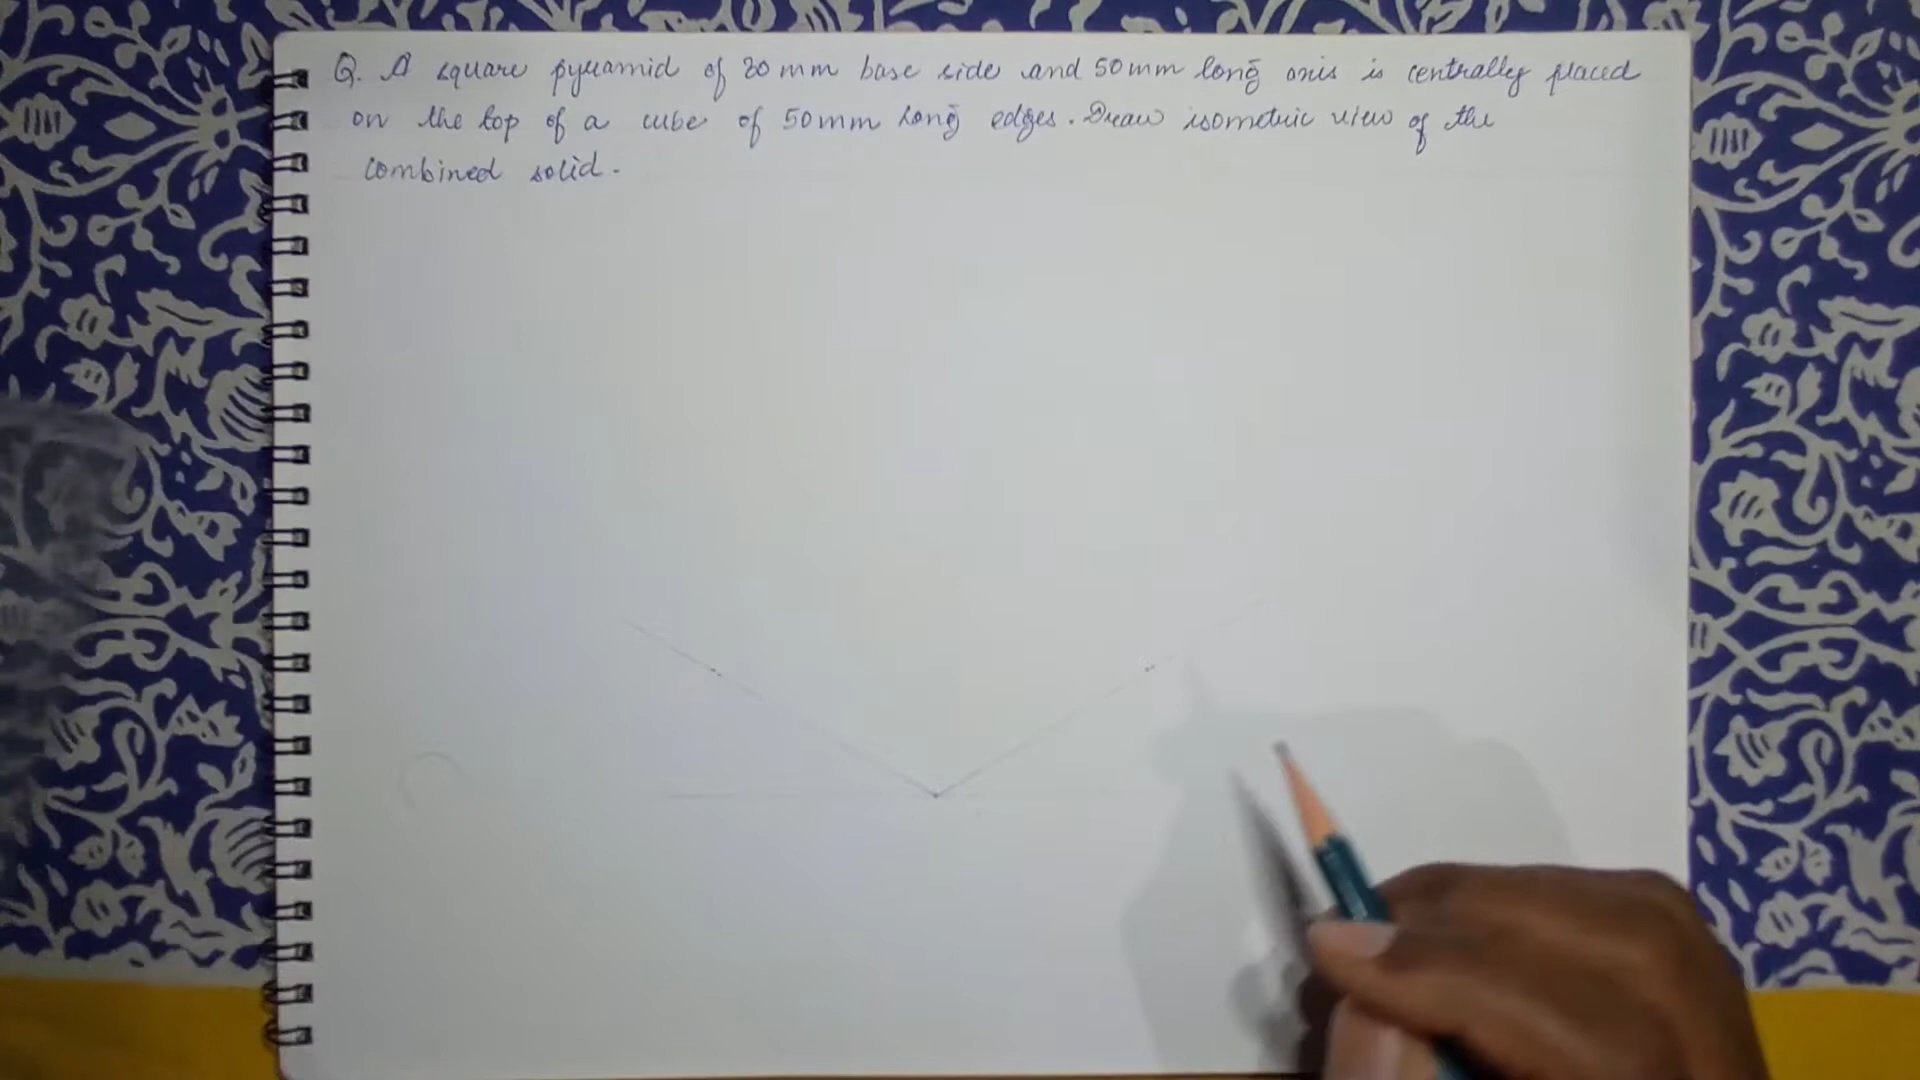 Q. A square pyramid of 30 mm base side and 50 mm long axis is centrally placed
on the top of a cube of 50 mm long edges. Draw isometric view of the
combined solid.